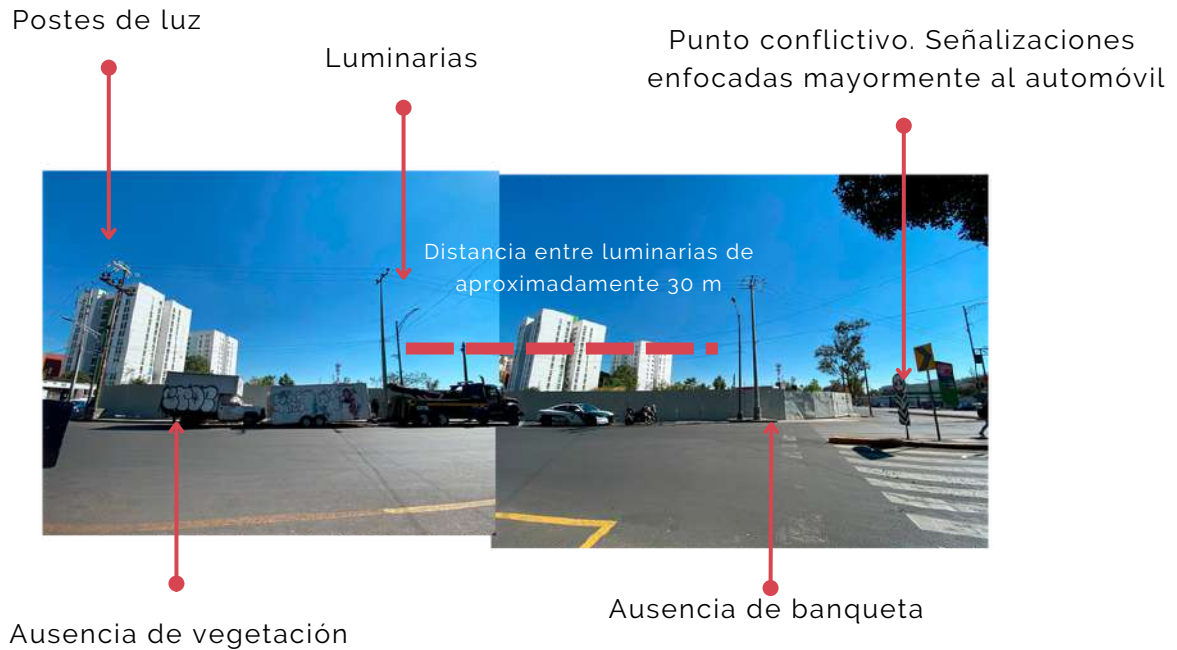 Postes de luz
Luminarias
Punto conflictivo. Señalizaciones
enfocadas mayormente al automóvil
Distancia entre luminarias de
aproximadamente 30 m
Ausencia de vegetación
Ausencia de banqueta